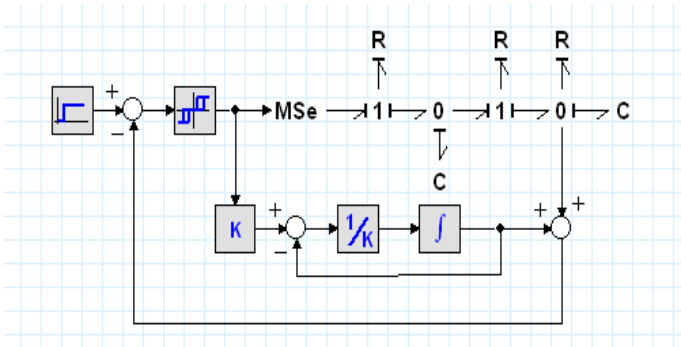 R R R
+ −
MSe 1 0 1 0 C
C
K + − 1/K ∫ + +